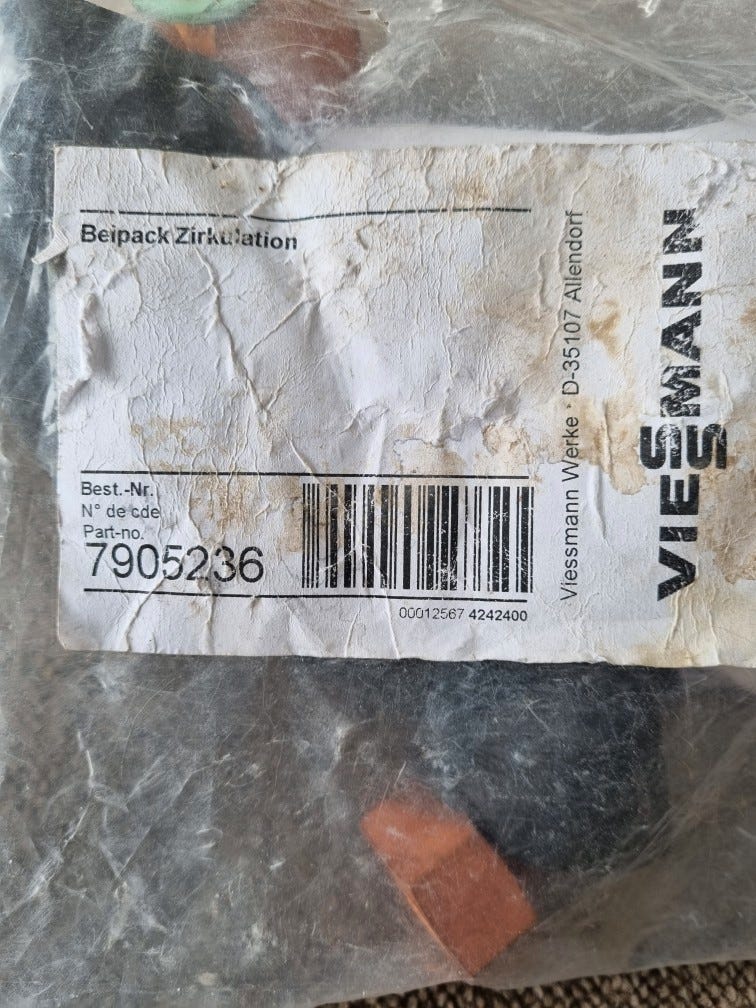 Beipack Zirkulation
Best.-Nr.
N° de cde
Part-no.
7905236
00012567 4242400
Viessmann Werke · D-35107 Allendorf
VIESSMANN